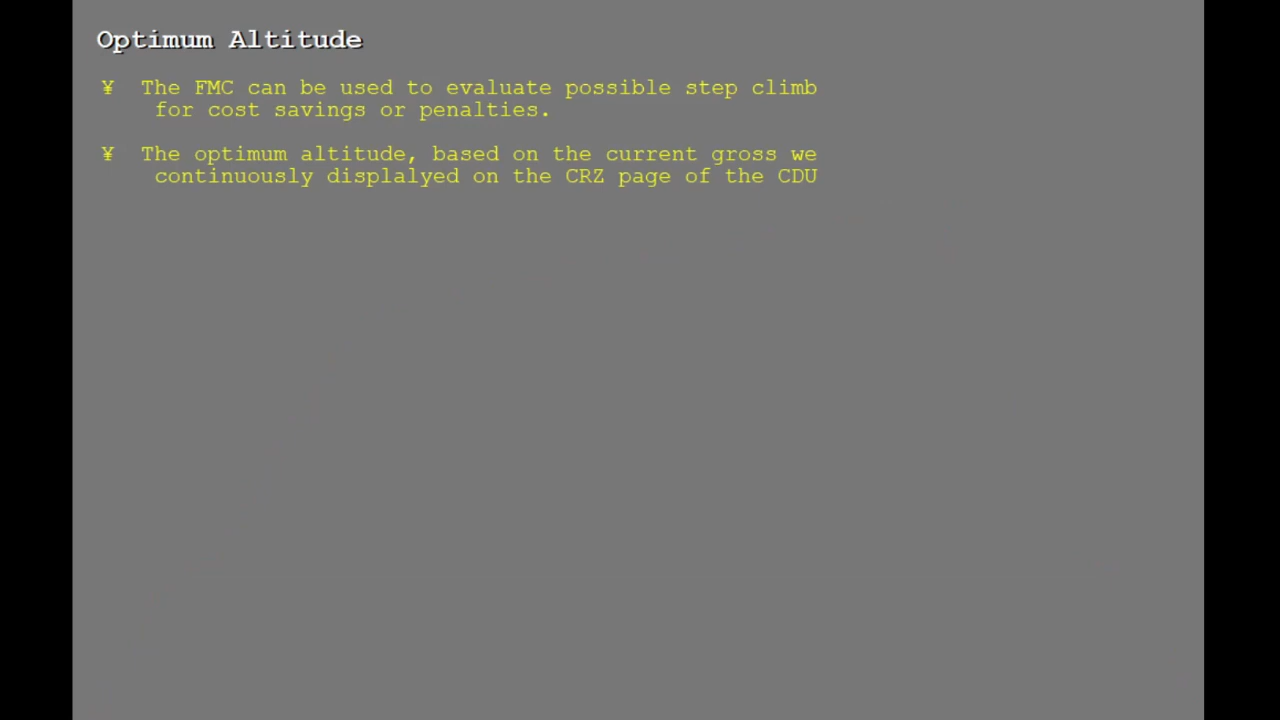 Optimum Altitude
¥ The FMC can be used to evaluate possible step climb
for cost savings or penalties.
¥ The optimum altitude, based on the current gross we
continuously displalyed on the CRZ page of the CDU